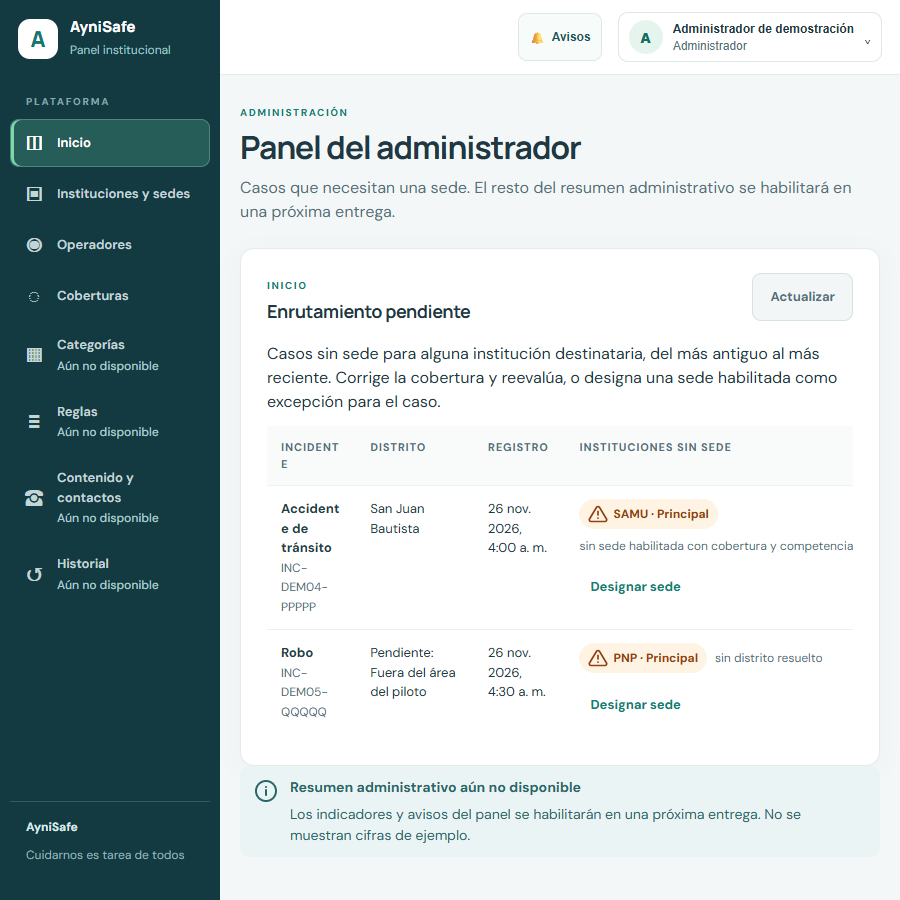 A
AyniSafe
Panel institucional
PLATAFORMA
Inicio
Instituciones y sedes
Operadores
Coberturas
Categorías
Aún no disponible
Reglas
Aún no disponible
Contenido y
contactos
Aún no disponible
Historial
Aún no disponible
AyniSafe
Cuidarnos es tarea de todos
Avisos
A
Administrador de demostración
Administrador
ADMINISTRACIÓN
Panel del administrador
Casos que necesitan una sede. El resto del resumen administrativo se habilitará en
una próxima entrega.
INICIO
Enrutamiento pendiente
Actualizar
Casos sin sede para alguna institución destinataria, del más antiguo al más
reciente. Corrige la cobertura y reevalúa, o designa una sede habilitada como
excepción para el caso.
INCIDENT
E
DISTRITO
REGISTRO
INSTITUCIONES SIN SEDE
Accident
e de
tránsito
INC-
DEM04-
PPPPP
San Juan
Bautista
26 nov.
2026,
4:00 a. m.
SAMU · Principal
sin sede habilitada con cobertura y competencia
Designar sede
Robo
INC-
DEM05-
QQQQQ
Pendiente:
Fuera del área
del piloto
26 nov.
2026,
4:30 a. m.
PNP · Principal sin distrito resuelto
Designar sede
Resumen administrativo aún no disponible
Los indicadores y avisos del panel se habilitarán en una próxima entrega. No se
muestran cifras de ejemplo.